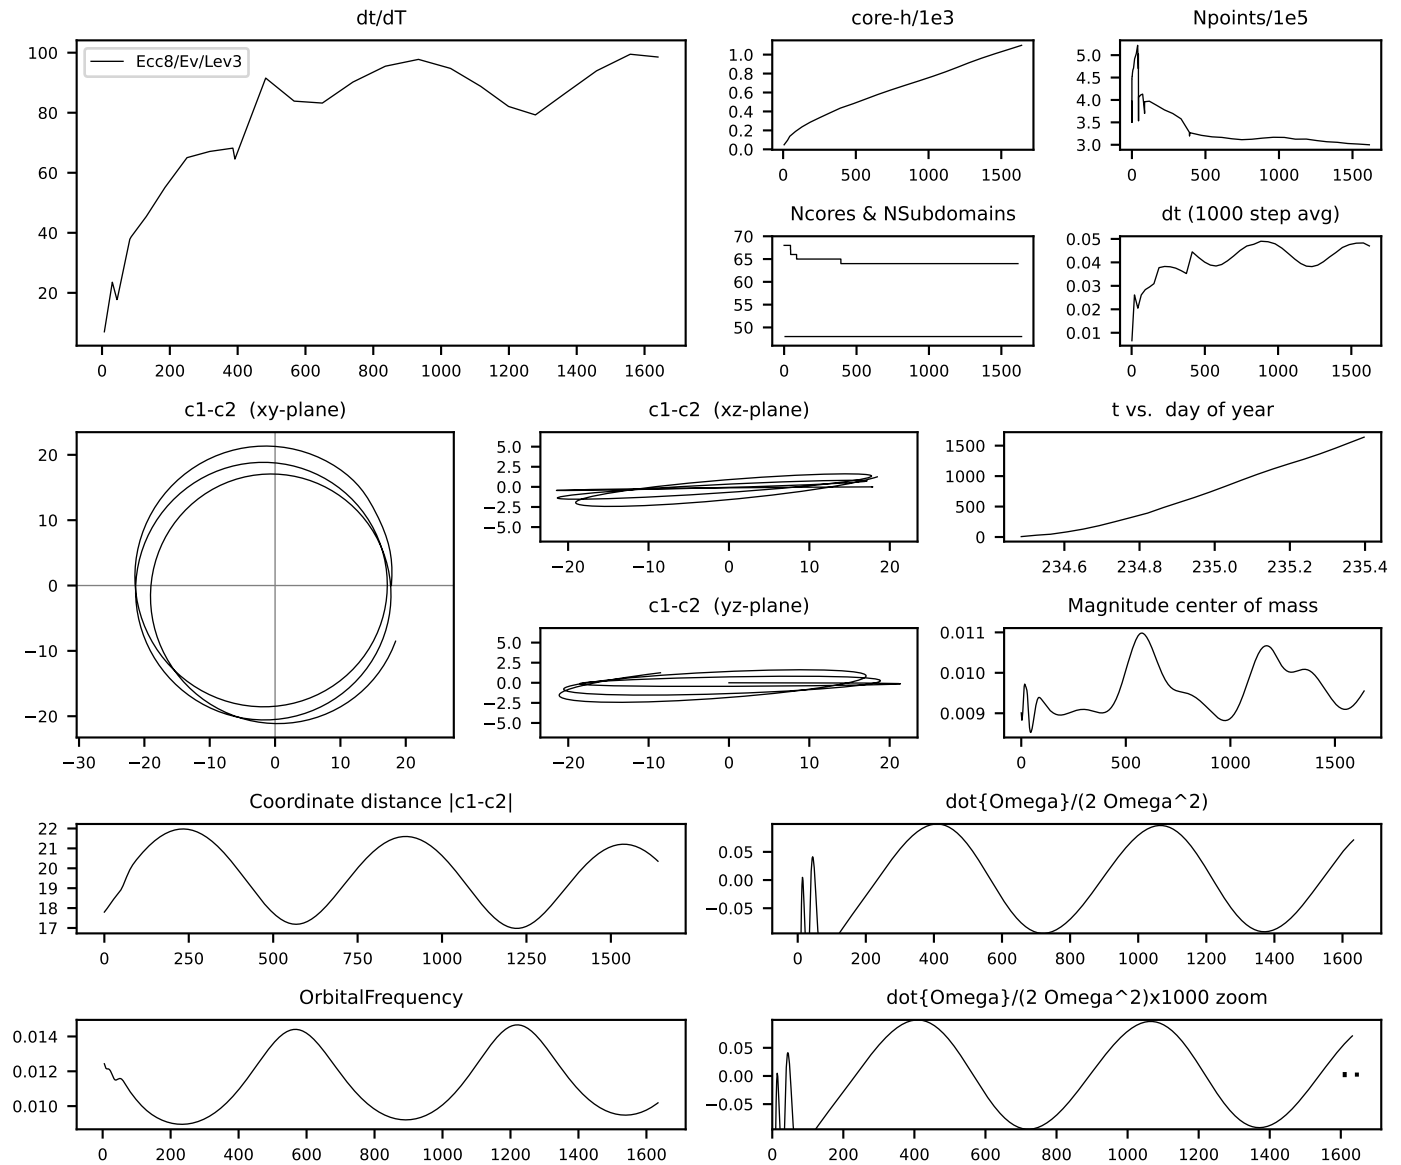 dt/dT
Ecc8/Ev/Lev3
100
80
60
40
20
0 200 400 600 800 1000 1200 1400 1600
core-h/1e3
1.0
0.8
0.6
0.4
0.2
0.0
0 500 1000 1500
Npoints/1e5
5.0
4.5
4.0
3.5
3.0
0 500 1000 1500
Ncores & NSubdomains
70
65
60
55
50
0 500 1000 1500
dt (1000 step avg)
0.05
0.04
0.03
0.02
0.01
0 500 1000 1500
c1-c2 (xy-plane)
20
10
0
−10
−20
−30 −20 −10 0 10 20
c1-c2 (xz-plane)
5.0
2.5
0.0
−2.5
−5.0
−20 −10 0 10 20
t vs. day of year
1500
1000
500
0
234.6 234.8 235.0 235.2 235.4
c1-c2 (yz-plane)
5.0
2.5
0.0
−2.5
−5.0
−20 −10 0 10 20
Magnitude center of mass
0.011
0.010
0.009
0 500 1000 1500
Coordinate distance |c1-c2|
22
21
20
19
18
17
0 250 500 750 1000 1250 1500
dot{Omega}/(2 Omega^2)
0.05
0.00
−0.05
0 200 400 600 800 1000 1200 1400 1600
OrbitalFrequency
0.014
0.012
0.010
0 200 400 600 800 1000 1200 1400 1600
dot{Omega}/(2 Omega^2)x1000 zoom
0.05
0.00
−0.05
0 200 400 600 800 1000 1200 1400 1600